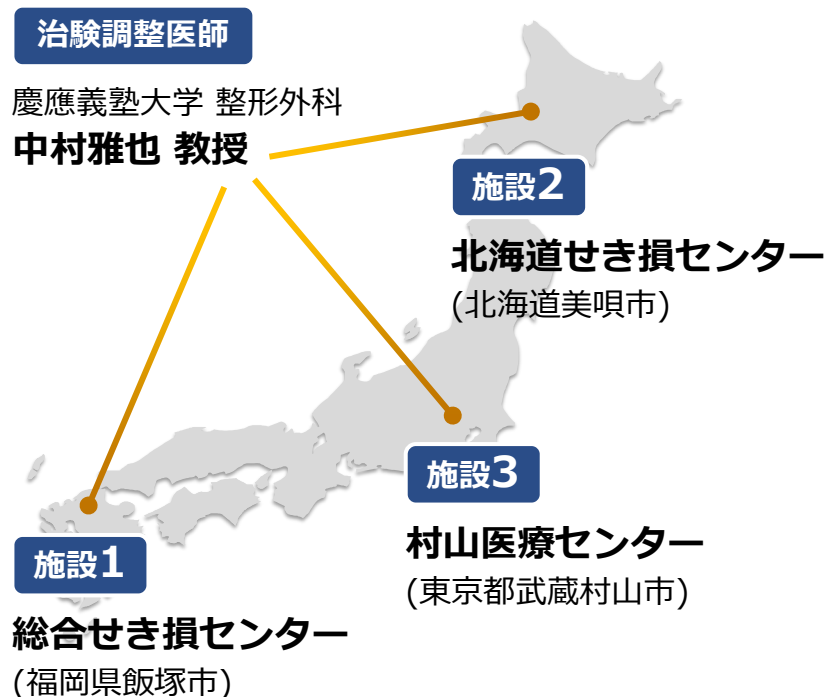 治験調整医師
慶應義塾大学 整形外科
中村雅也 教授
施設2
北海道せき損センター
(北海道美唄市)
施設3
村山医療センター
(東京都武蔵村山市)
施設1
総合せき損センター
(福岡県飯塚市)